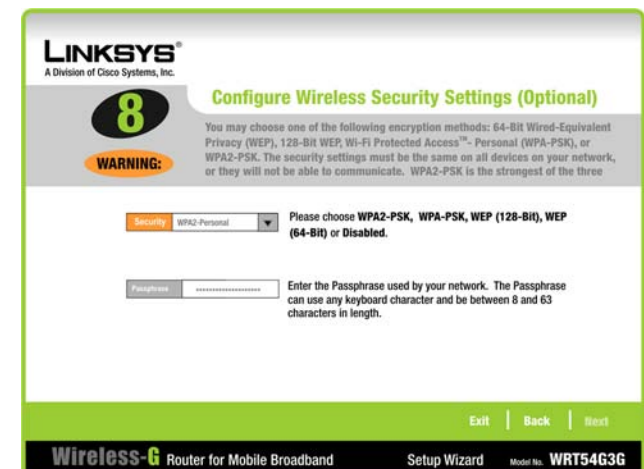 LINKSYS®
A Division of Cisco Systems, Inc.
8
WARNING:
Configure Wireless Security Settings (Optional)
You may choose one of the following encryption methods: 64-Bit Wired-Equivalent
Privacy (WEP), 128-Bit WEP, Wi-Fi Protected Access™- Personal (WPA-PSK), or
WPA2-PSK. The security settings must be the same on all devices on your network,
or they will not be able to communicate. WPA2-PSK is the strongest of the three
Security WPA2-Personal
Please choose WPA2-PSK, WPA-PSK, WEP (128-Bit), WEP
(64-Bit) or Disabled.
Passphrase ********************
Enter the Passphrase used by your network. The Passphrase
can use any keyboard character and be between 8 and 63
characters in length.
Exit | Back | Next
Wireless-G Router for Mobile Broadband Setup Wizard Model No. WRT54G3G